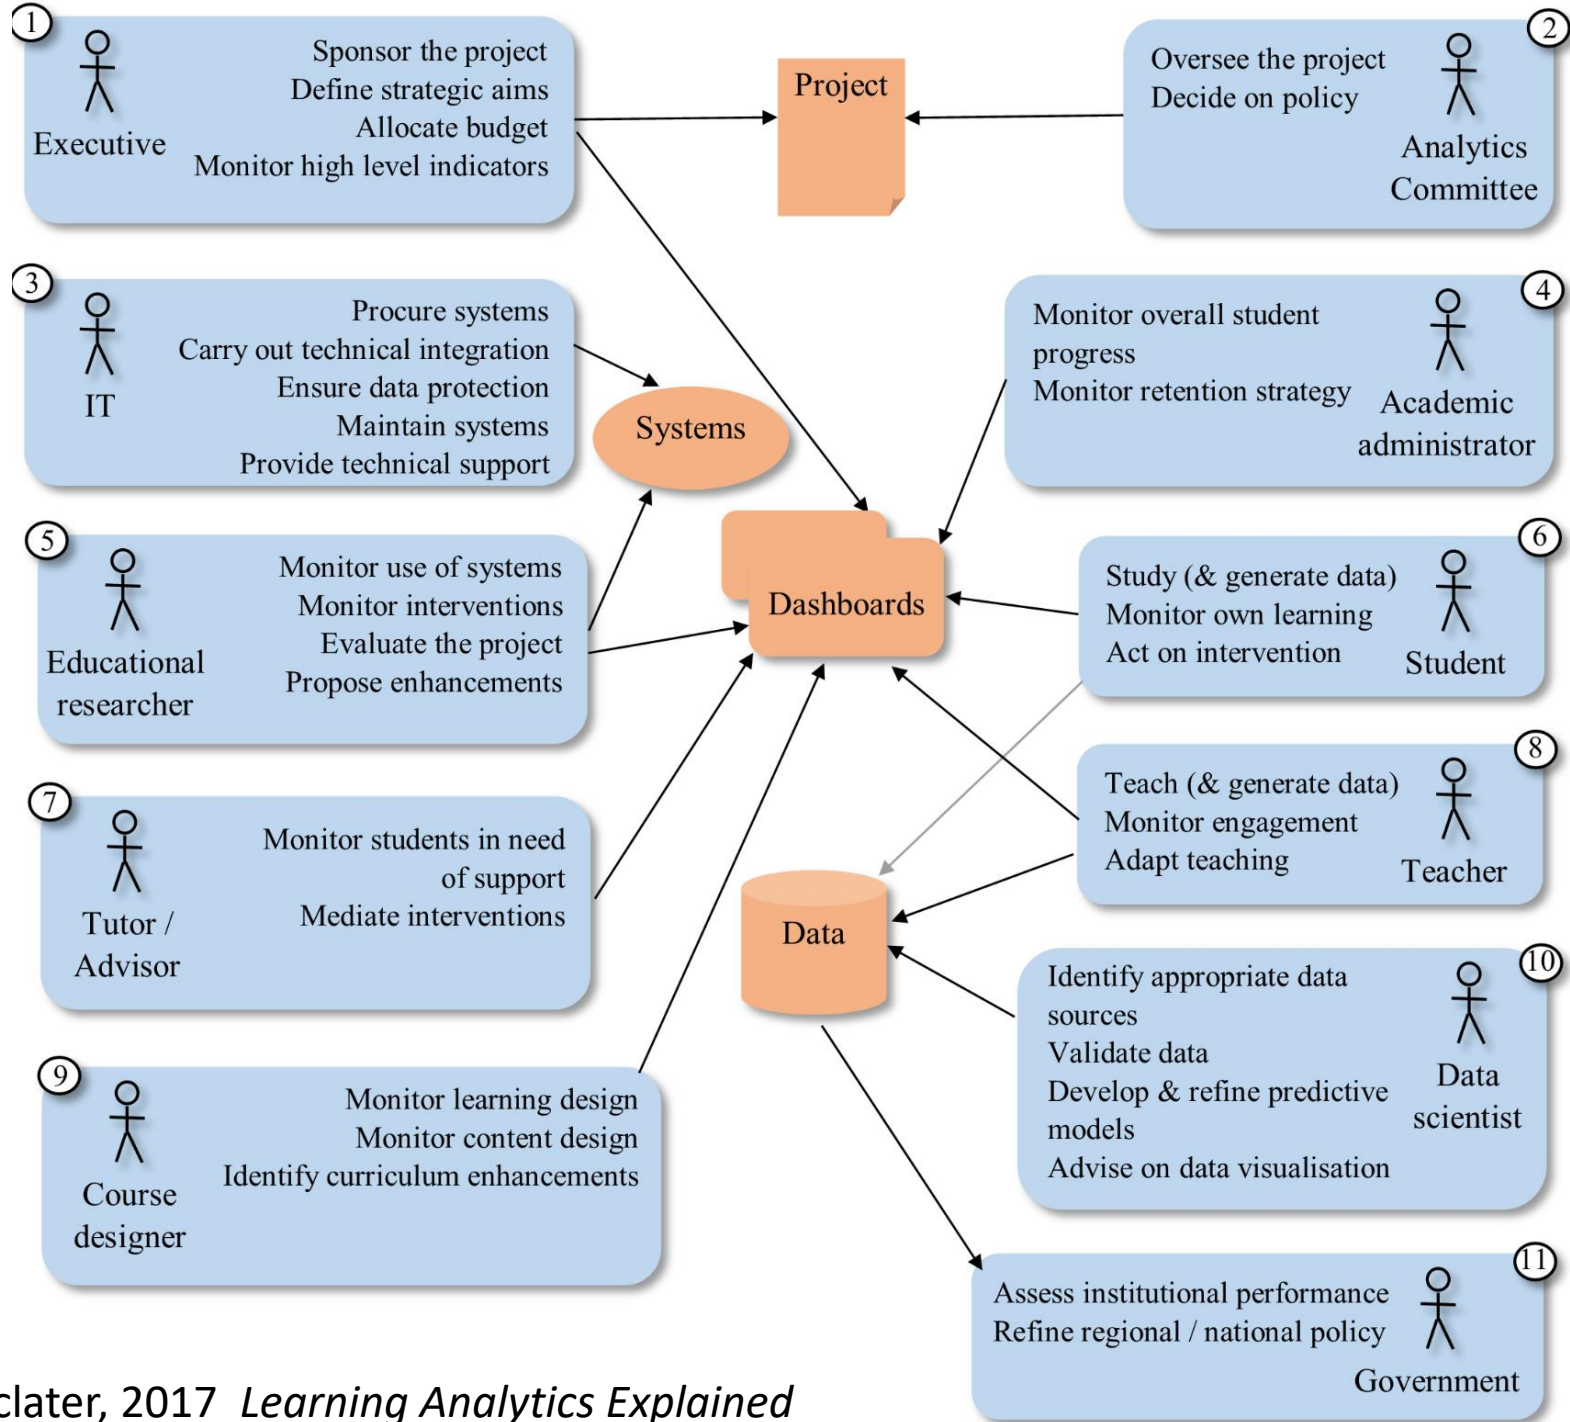 1
Executive
Sponsor the project
Define strategic aims
Allocate budget
Monitor high level indicators
Project
2
Oversee the project
Decide on policy
Analytics
Committee
3
IT
Procure systems
Carry out technical integration
Ensure data protection
Maintain systems
Provide technical support
Systems
4
Monitor overall student
progress
Monitor retention strategy
Academic
administrator
5
Educational
researcher
Monitor use of systems
Monitor interventions
Evaluate the project
Propose enhancements
Dashboards
6
Study (& generate data)
Monitor own learning
Act on intervention
Student
7
Tutor /
Advisor
Monitor students in need
of support
Mediate interventions
8
Teach (& generate data)
Monitor engagement
Adapt teaching
Teacher
Data
9
Course
designer
Monitor learning design
Monitor content design
Identify curriculum enhancements
10
Identify appropriate data
sources
Validate data
Develop & refine predictive
models
Advise on data visualisation
Data
scientist
11
Assess institutional performance
Refine regional / national policy
Government
clater, 2017 Learning Analytics Explained